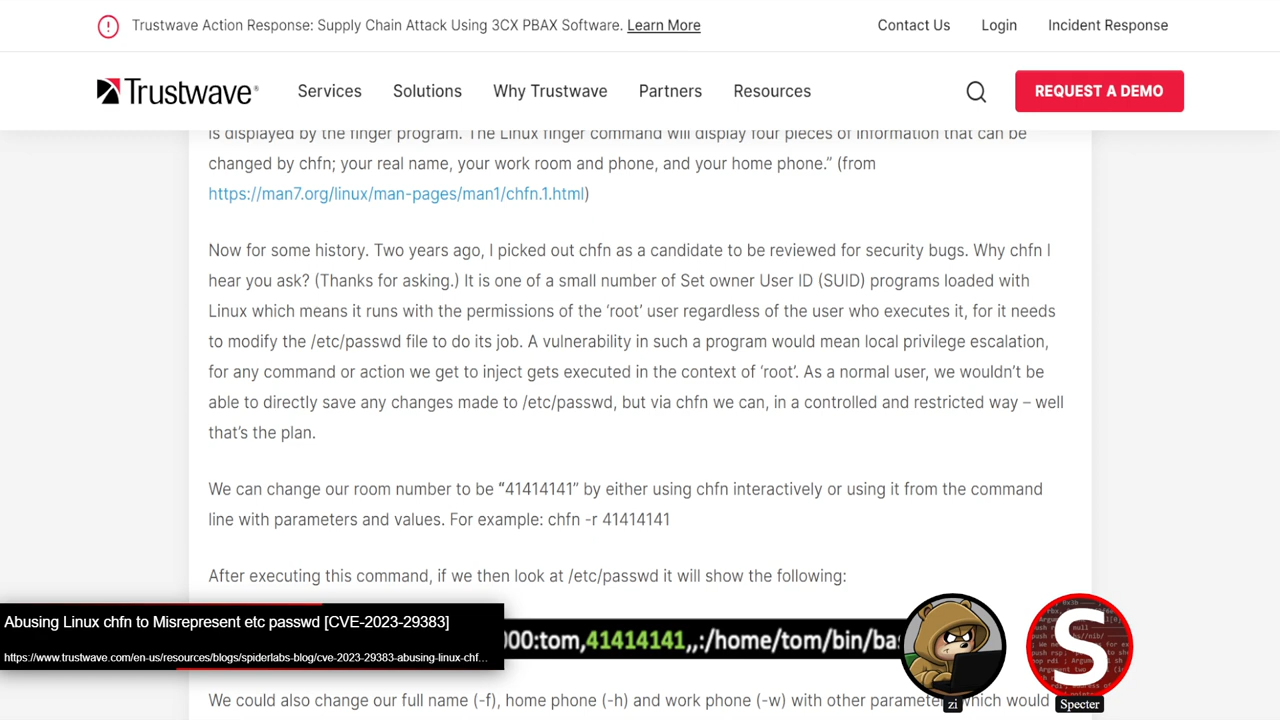 Trustwave Action Response: Supply Chain Attack Using 3CX PBAX Software. Learn More
Contact Us
Login
Incident Response
Trustwave®
Services
Solutions
Why Trustwave
Partners
Resources
REQUEST A DEMO
is displayed by the finger program. The Linux finger command will display four pieces of information that can be
changed by chfn; your real name, your work room and phone, and your home phone.” (from
https://man7.org/linux/man-pages/man1/chfn.1.html)
Now for some history. Two years ago, I picked out chfn as a candidate to be reviewed for security bugs. Why chfn I
hear you ask? (Thanks for asking.) It is one of a small number of Set owner User ID (SUID) programs loaded with
Linux which means it runs with the permissions of the ‘root’ user regardless of the user who executes it, for it needs
to modify the /etc/passwd file to do its job. A vulnerability in such a program would mean local privilege escalation,
for any command or action we get to inject gets executed in the context of ‘root’. As a normal user, we wouldn’t be
able to directly save any changes made to /etc/passwd, but via chfn we can, in a controlled and restricted way – well
that’s the plan.
We can change our room number to be “41414141” by either using chfn interactively or using it from the command
line with parameters and values. For example: chfn -r 41414141
After executing this command, if we then look at /etc/passwd it will show the following:
Abusing Linux chfn to Misrepresent etc passwd [CVE-2023-29383]
https://www.trustwave.com/en-us/resources/blogs/spiderlabs-blog/cve-2023-29383-abusing-linux-chf...
000:tom,41414141,,:/home/tom/bin/bas
We could also change our full name (-f), home phone (-h) and work phone (-w) with other parameters which would
S
zi
Specter